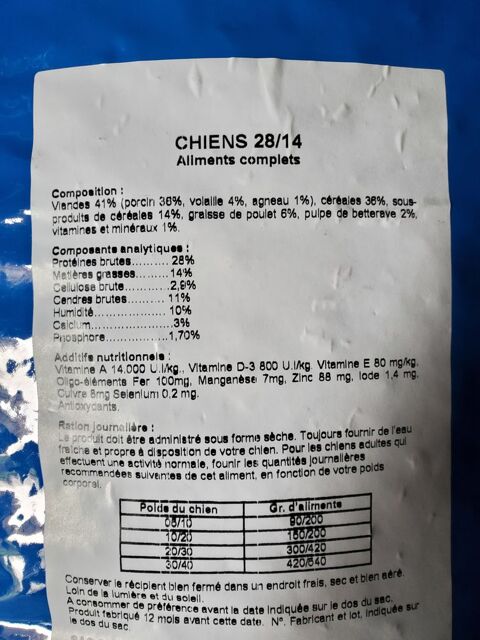 CHIENS 28/14
Aliments complets
Composition :
Viandes 41% (porcin 36%, volaille 4%, agneau 1%), céréales 36%, sous-
produits de céréales 14%, graisse de poulet 6%, pulpe de betterave 2%,
vitamines et minéraux 1%.
Composants analytiques :
Protéines brutes.......... 28%
Matières grasses......... 14%
Cellulose brute............ 2,9%
Cendres brutes.......... 11%
Humidité................... 10%
Calcium.....................3%
Phosphore................1,70%
Additifs nutritionnels :
Vitamine A 14.000 U.I/kg., Vitamine D-3 800 U.I/kg. Vitamine E 80 mg/kg,
Oligo-éléments Fer 100mg, Manganèse 7mg, Zinc 88 mg, Iode 1,4 mg,
Cuivre 8mg Selenium 0,2 mg.
Antioxydants.
Ration journalière :
Le produit doit être administré sous forme sèche. Toujours fournir de l'eau
fraîche et propre à disposition de votre chien. Pour les chiens adultes qui
effectuent une activité normale, founir les quantités journalières
recommandées suivantes de cet aliment, en fonction de votre poids
corporel.
Poids du chien Gr. d'alimente
05/10 90/200
10/20 180/200
20/30 300/420
30/40 420/540
Conserver le récipient bien fermé dans un endroit frais, sec et bien aéré.
Loin de la lumière et du soleil.
A consommer de préférence avant la date indiquée sur le dos du sac.
Produit fabriqué 12 mois avant cette date. Nº. Fabricant et lot. Indiquée sur
le dos du sac.